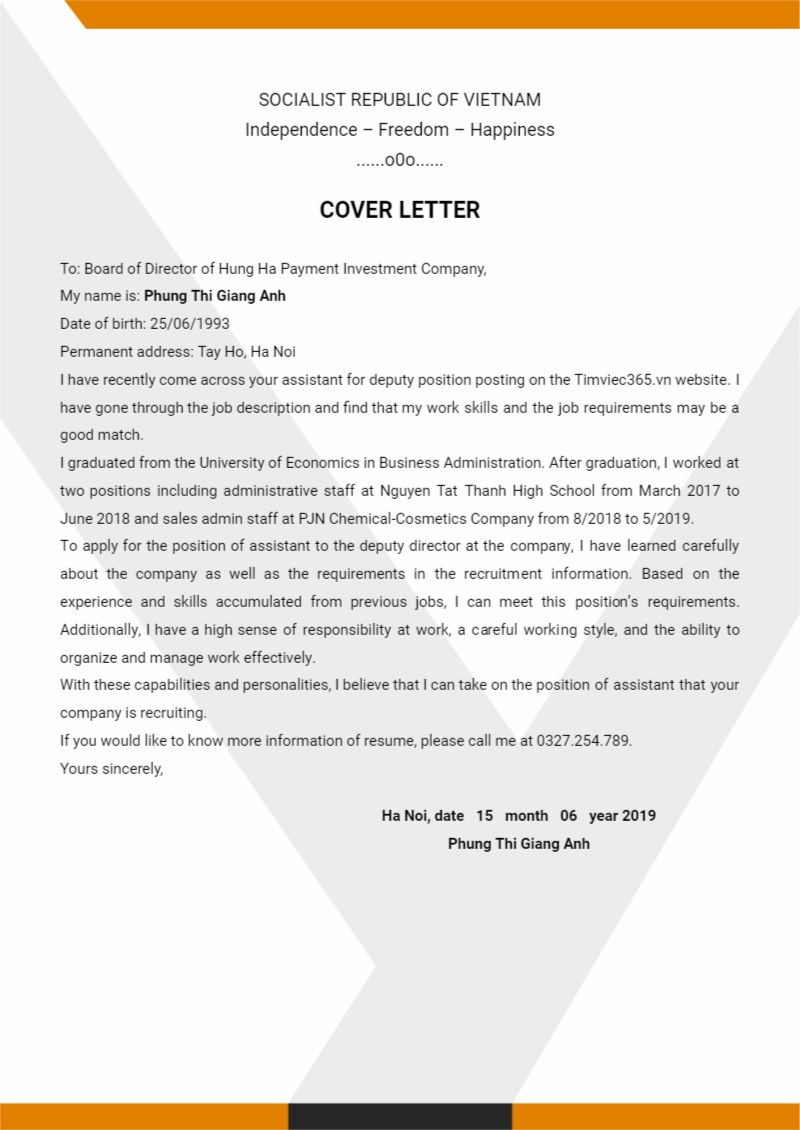 SOCIALIST REPUBLIC OF VIETNAM
Independence – Freedom – Happiness
......o0o......
COVER LETTER
To: Board of Director of Hung Ha Payment Investment Company,
My name is: Phung Thi Giang Anh
Date of birth: 25/06/1993
Permanent address: Tay Ho, Ha Noi
I have recently come across your assistant for deputy position posting on the Timviec365.vn website. I
have gone through the job description and find that my work skills and the job requirements may be a
good match.
I graduated from the University of Economics in Business Administration. After graduation, I worked at
two positions including administrative staff at Nguyen Tat Thanh High School from March 2017 to
June 2018 and sales admin staff at PJN Chemical-Cosmetics Company from 8/2018 to 5/2019.
To apply for the position of assistant to the deputy director at the company, I have learned carefully
about the company as well as the requirements in the recruitment information. Based on the
experience and skills accumulated from previous jobs, I can meet this position’s requirements.
Additionally, I have a high sense of responsibility at work, a careful working style, and the ability to
organize and manage work effectively.
With these capabilities and personalities, I believe that I can take on the position of assistant that your
company is recruiting.
If you would like to know more information of resume, please call me at 0327.254.789.
Yours sincerely,
Ha Noi, date 15 month 06 year 2019
Phung Thi Giang Anh